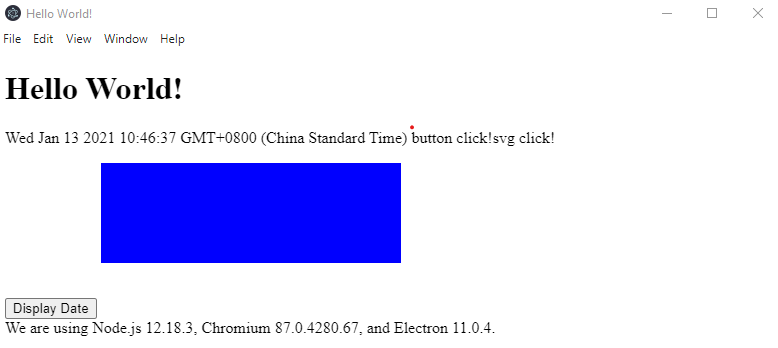 Hello World!
File Edit View Window Help
Hello World!
Wed Jan 13 2021 10:46:37 GMT+0800 (China Standard Time) button click!svg click!
Display Date
We are using Node.js 12.18.3, Chromium 87.0.4280.67, and Electron 11.0.4.